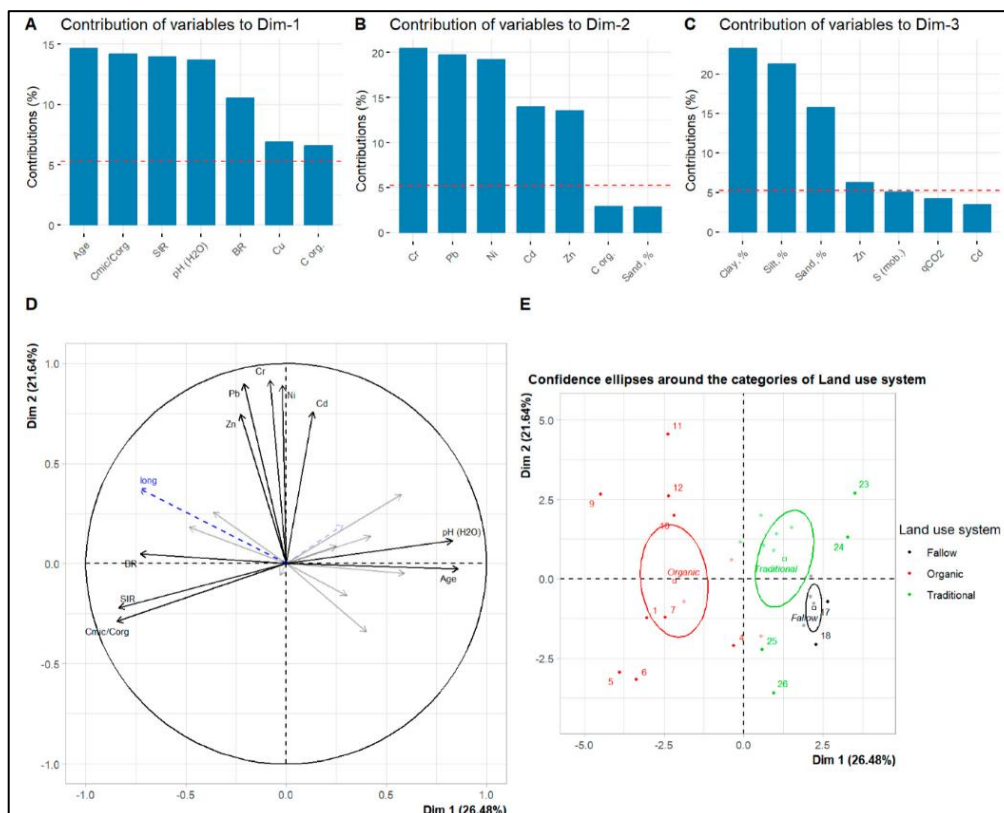 A Contribution of variables to Dim-1
Contributions (%)
15
10
5
0
Age
Cmic/Corg
SIR
pH (H2O)
BR
Cu
C org.
B Contribution of variables to Dim-2
Contributions (%)
20
15
10
5
0
Cr
Pb
Ni
Cd
Zn
C org.
Sand, %
C Contribution of variables to Dim-3
Contributions (%)
20
15
10
5
0
Clay, %
Silt, %
Sand, %
Zn
S (mob.)
qCO2
Cd
D
Dim 2 (21.64%)
1.0
0.5
0.0
-0.5
-1.0
Cr
Pb
Ni
Cd
Zn
long
pH (H2O)
BR
Age
SIR
Cmic/Corg
-1.0 -0.5 0.0 0.5 1.0
Dim 1 (26.48%)
E
Confidence ellipses around the categories of Land use system
Dim 2 (21.64%)
5.0
2.5
0.0
-2.5
11
23
12
9
10
24
Traditional
Organic
17
Fallow
1 7
18
4
25
5
6
26
-5.0 -2.5 0.0 2.5
Dim 1 (26.48%)
Land use system
Fallow
Organic
Traditional